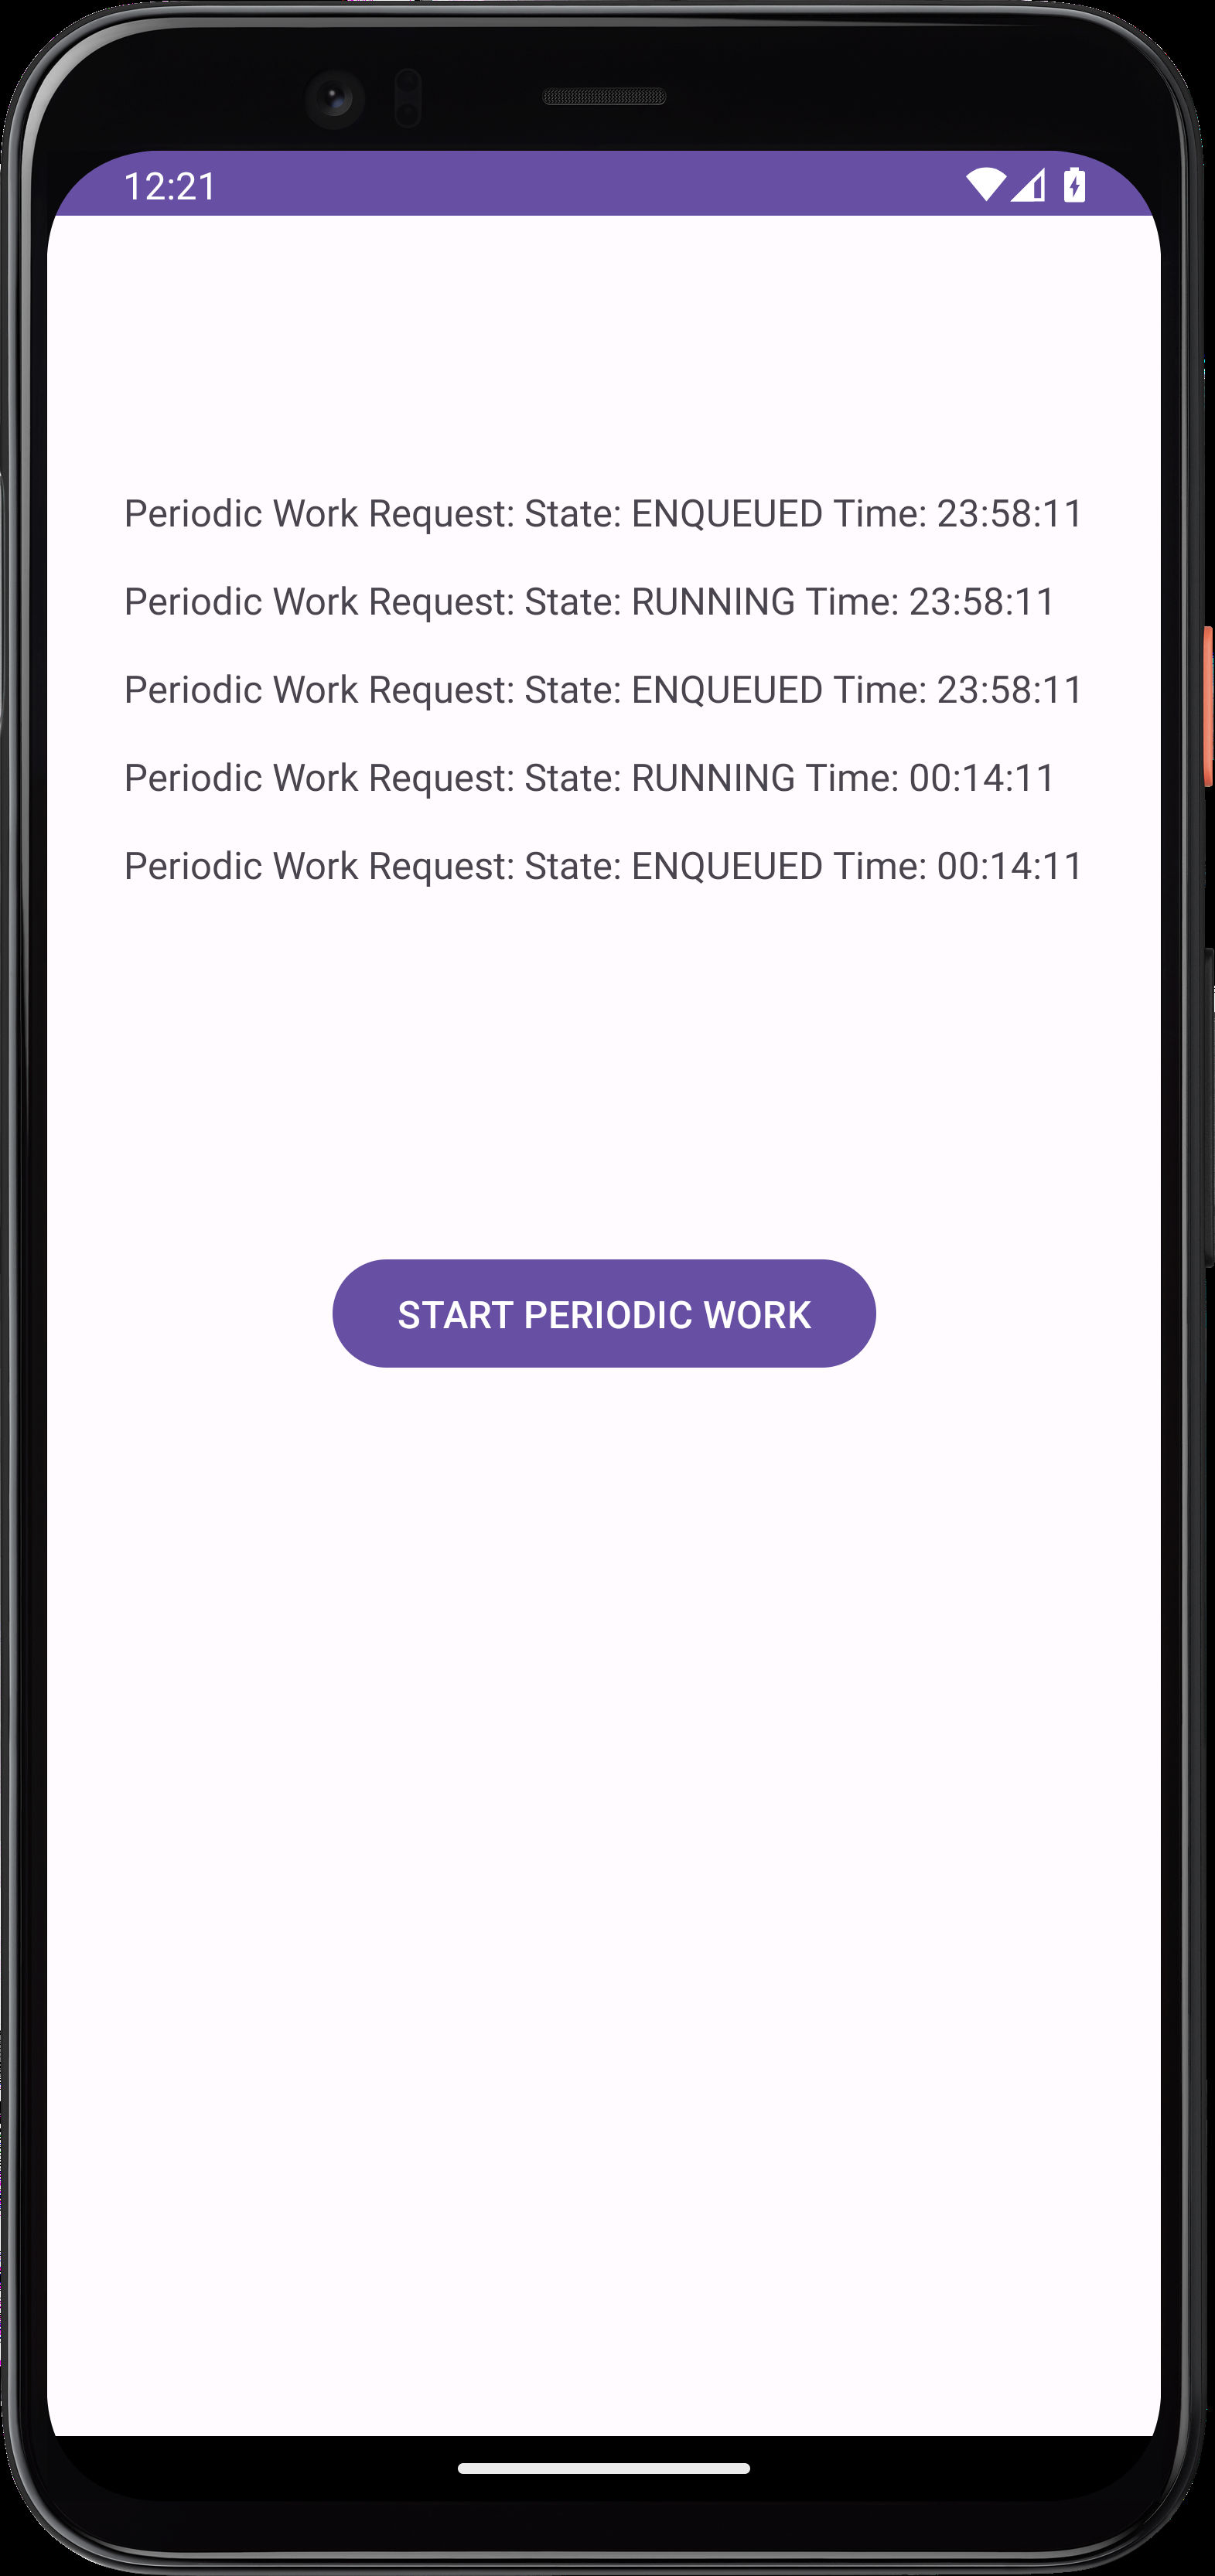 12:21
Periodic Work Request: State: ENQUEUED Time: 23:58:11
Periodic Work Request: State: RUNNING Time: 23:58:11
Periodic Work Request: State: ENQUEUED Time: 23:58:11
Periodic Work Request: State: RUNNING Time: 00:14:11
Periodic Work Request: State: ENQUEUED Time: 00:14:11
START PERIODIC WORK